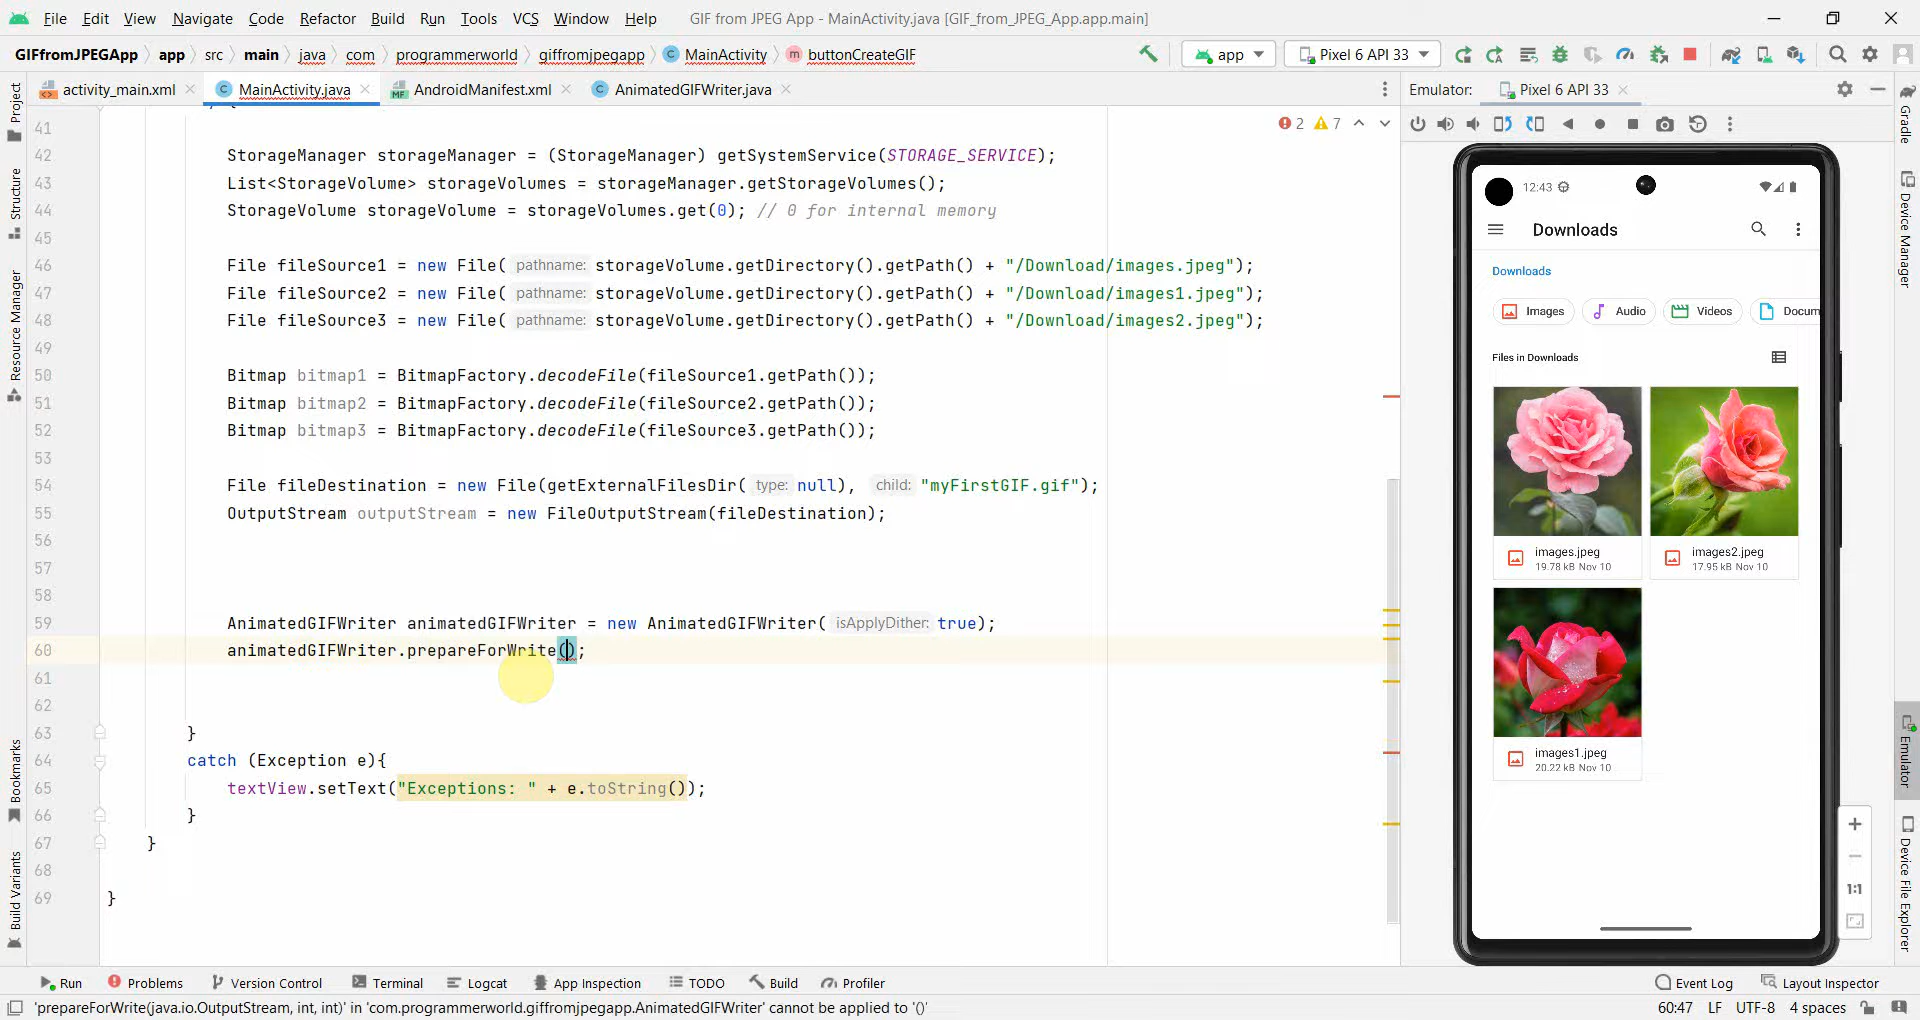 File Edit View Navigate Code Refactor Build Run Tools VCS Window Help GIF from JPEG App - MainActivity.java [GIF_from_JPEG_App.app.main]
GIFfromJPEGApp app src main java com programmerworld giffromjpegapp MainActivity buttonCreateGIF app Pixel 6 API 33
activity_main.xml MainActivity.java AndroidManifest.xml AnimatedGIFWriter.java Emulator: Pixel 6 API 33
2 7
41
42 StorageManager storageManager = (StorageManager) getSystemService(STORAGE_SERVICE);
43 List<StorageVolume> storageVolumes = storageManager.getStorageVolumes();
44 StorageVolume storageVolume = storageVolumes.get(0); // 0 for internal memory
45
46 File fileSource1 = new File( pathname: storageVolume.getDirectory().getPath() + "/Download/images.jpeg");
47 File fileSource2 = new File( pathname: storageVolume.getDirectory().getPath() + "/Download/images1.jpeg");
48 File fileSource3 = new File( pathname: storageVolume.getDirectory().getPath() + "/Download/images2.jpeg");
49
50 Bitmap bitmap1 = BitmapFactory.decodeFile(fileSource1.getPath());
51 Bitmap bitmap2 = BitmapFactory.decodeFile(fileSource2.getPath());
52 Bitmap bitmap3 = BitmapFactory.decodeFile(fileSource3.getPath());
53
54 File fileDestination = new File(getExternalFilesDir( type: null), child: "myFirstGIF.gif");
55 OutputStream outputStream = new FileOutputStream(fileDestination);
56
57
58
59 AnimatedGIFWriter animatedGIFWriter = new AnimatedGIFWriter( isApplyDither: true);
60 animatedGIFWriter.prepareForWrite();
61
62
63 }
64 catch (Exception e){
65 textView.setText("Exceptions: " + e.toString());
66 }
67 }
68
69 }
Project
Structure
Resource Manager
Bookmarks
Build Variants
12:43
Downloads
Downloads
Images Audio Videos Docum
Files in Downloads
images.jpeg
19.78 kB Nov 10
images2.jpeg
17.95 kB Nov 10
images1.jpeg
20.22 kB Nov 10
1:1
Gradle
Device Manager
Emulator
Device File Explorer
Run Problems Version Control Terminal Logcat App Inspection TODO Build Profiler Event Log Layout Inspector
'prepareForWrite(java.io.OutputStream, int, int)' in 'com.programmerworld.giffromjpegapp.AnimatedGIFWriter' cannot be applied to '()' 60:47 LF UTF-8 4 spaces